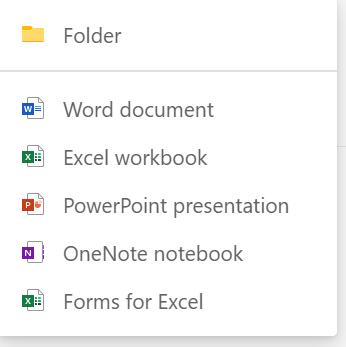 Folder
Word document
Excel workbook
PowerPoint presentation
OneNote notebook
Forms for Excel